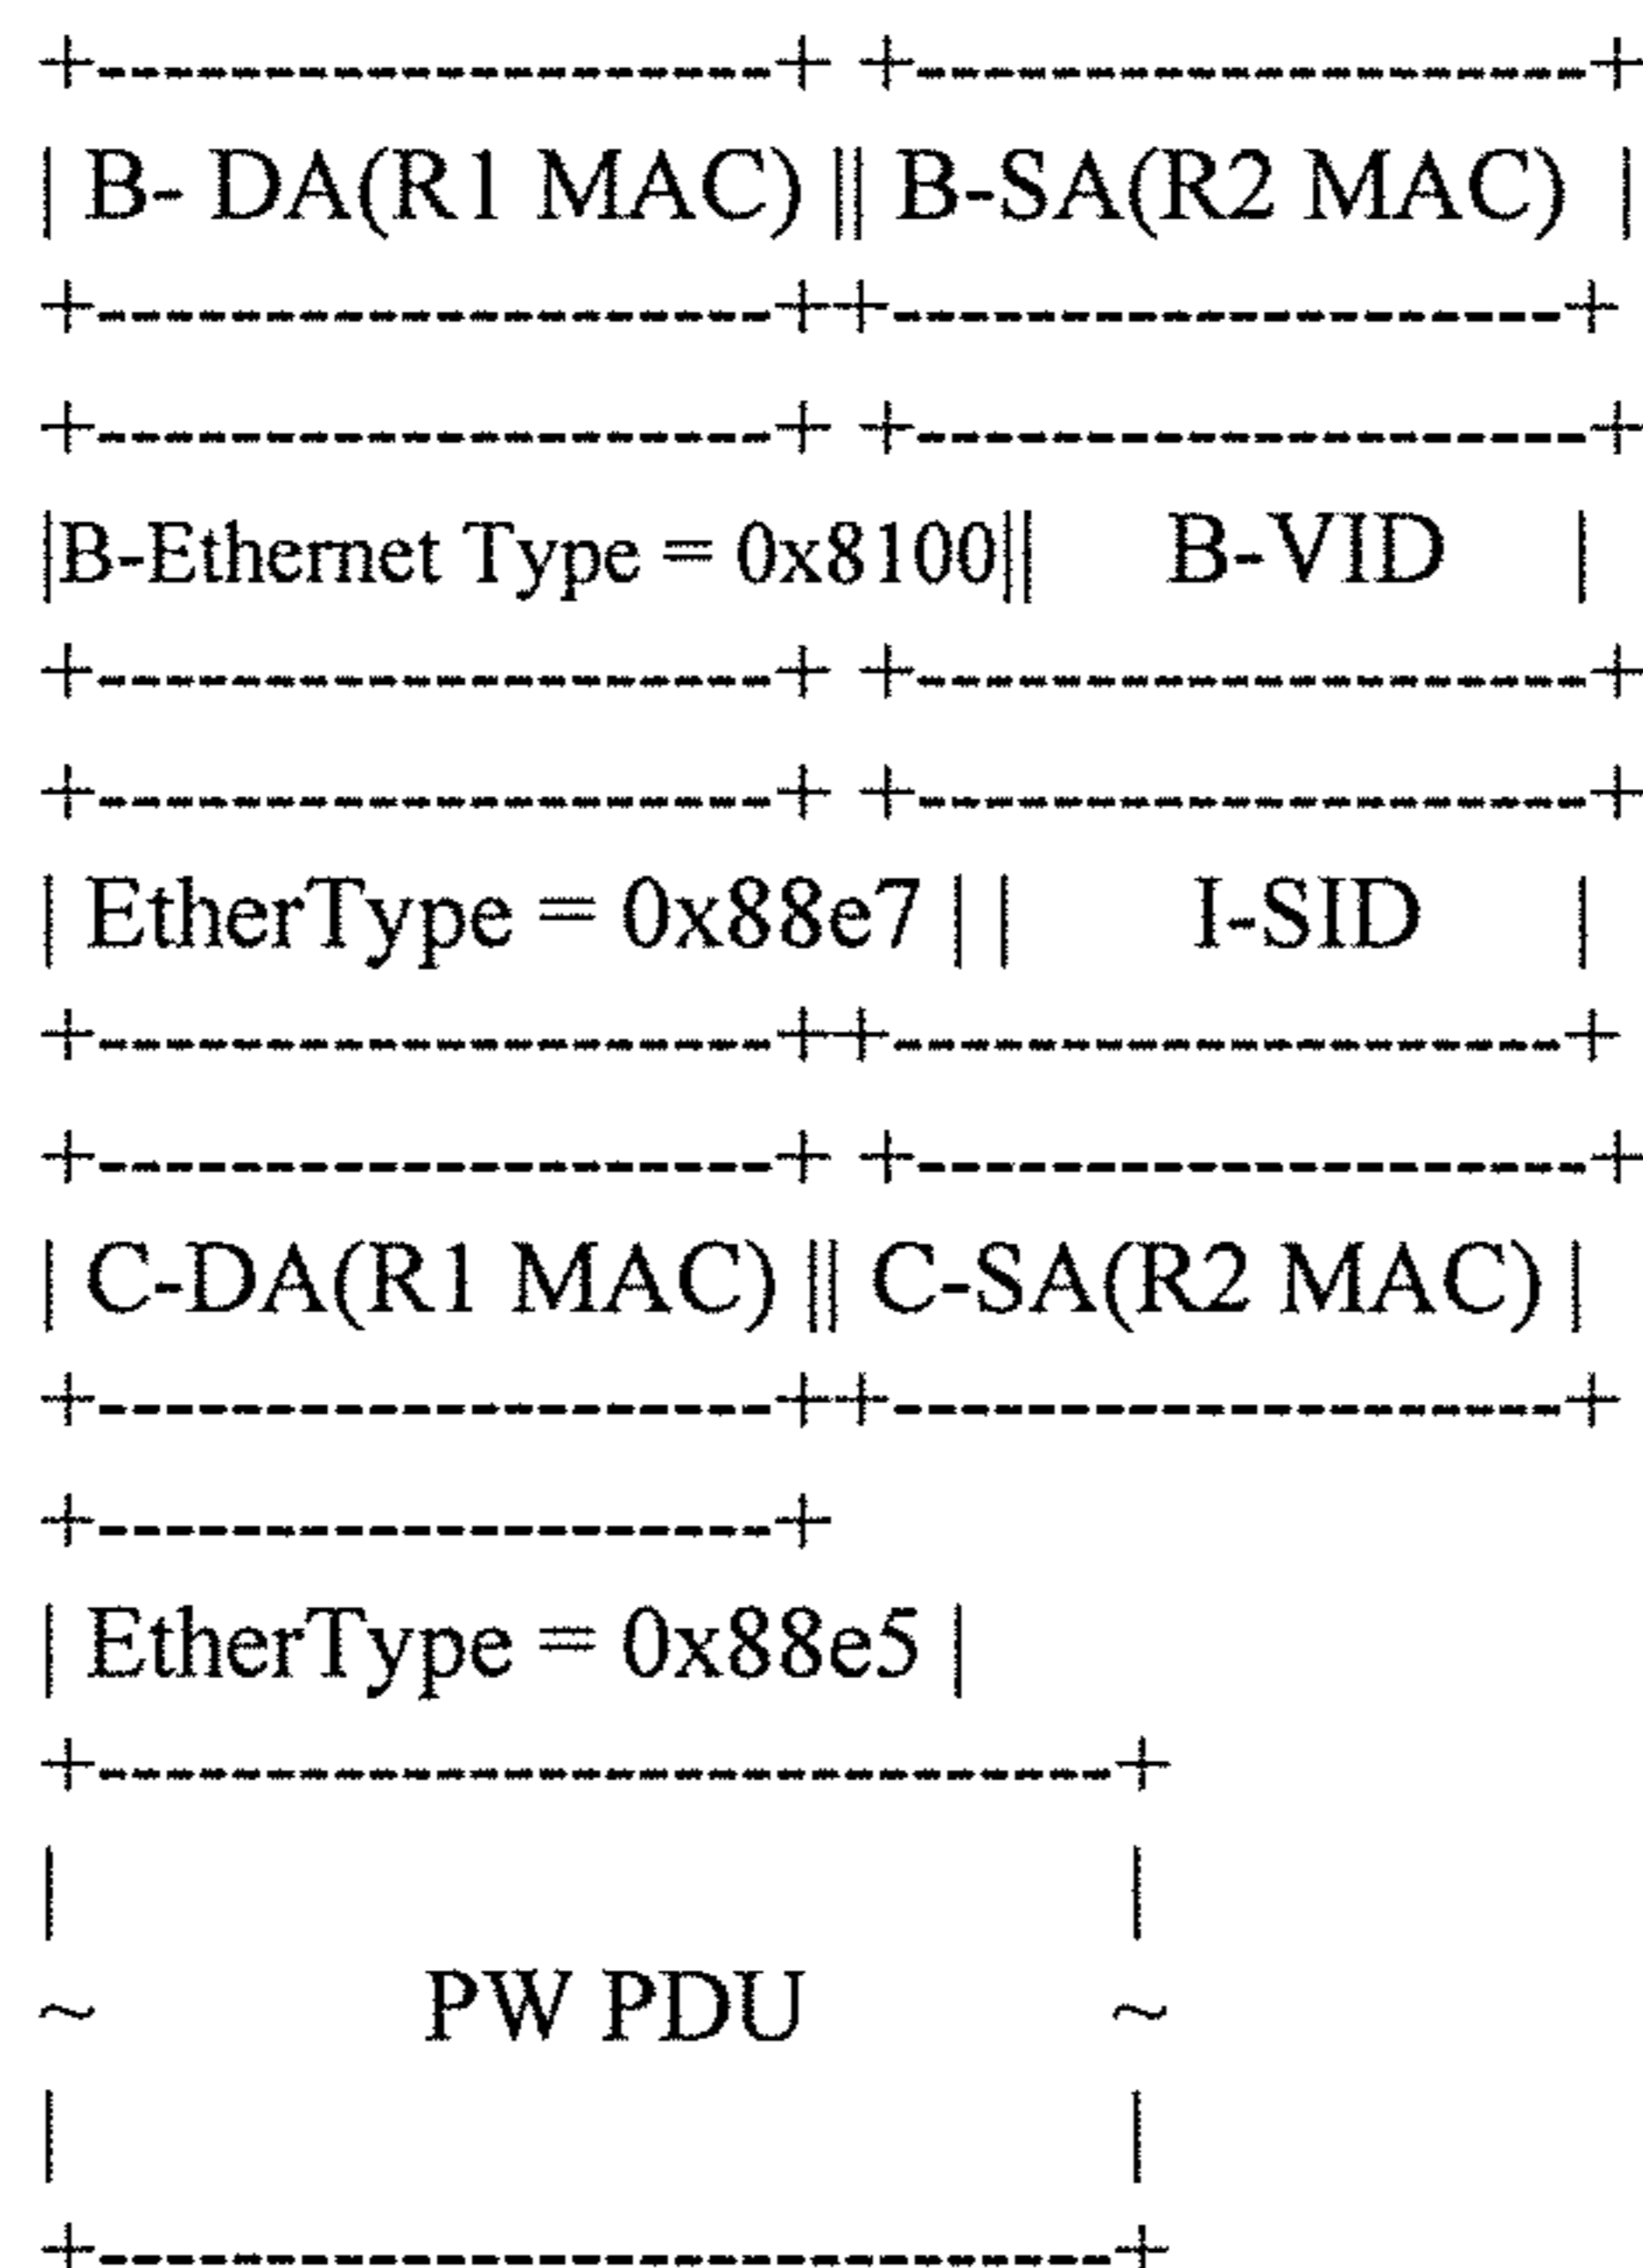 +--------------------+ +--------------------+
| B- DA(R1 MAC) || B-SA(R2 MAC) |
+--------------------++--------------------+
+--------------------+ +--------------------+
|B-Ethernet Type = 0x8100|| B-VID |
+--------------------+ +--------------------+
+--------------------+ +--------------------+
| EtherType = 0x88e7 | | I-SID |
+--------------------++--------------------+
+--------------------+ +--------------------+
| C-DA(R1 MAC) || C-SA(R2 MAC) |
+--------------------++--------------------+
+--------------------+
| EtherType = 0x88e5 |
+------------------------------+
| |
~ PW PDU ~
| |
+------------------------------+